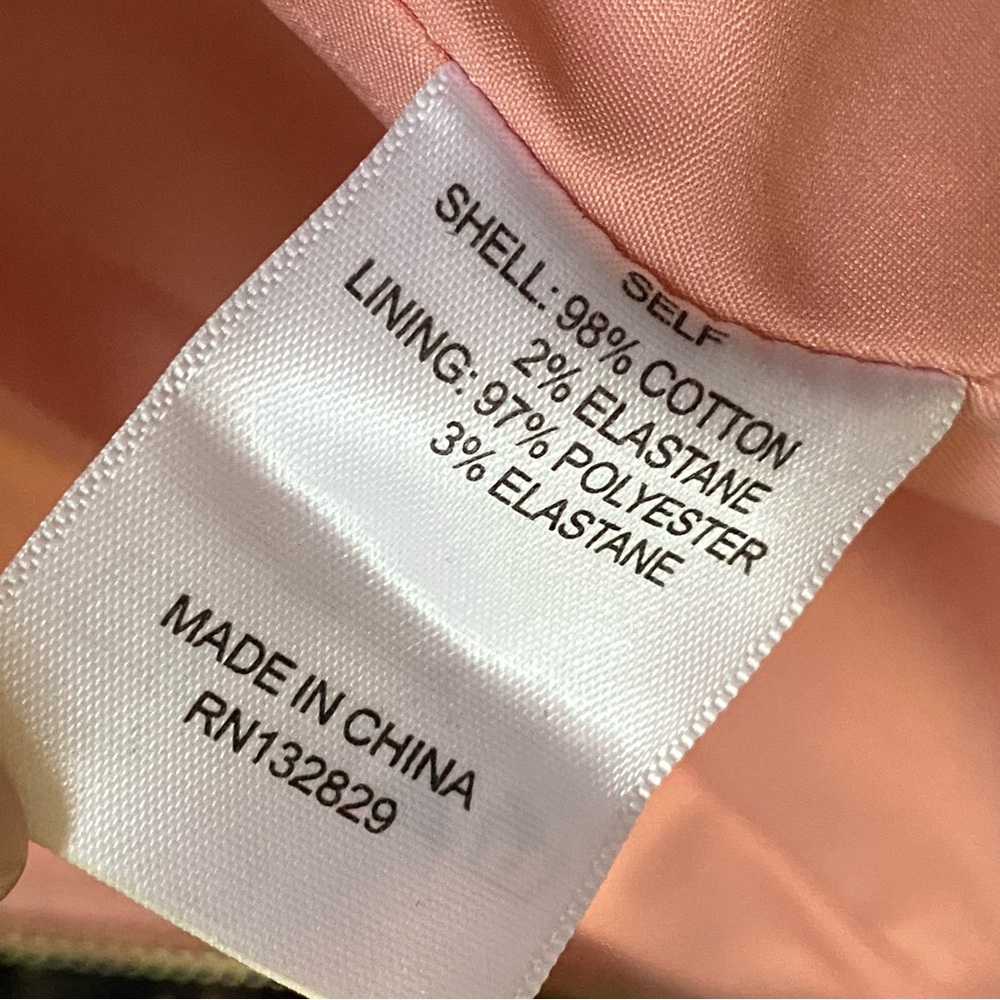 SELF
SHELL: 98% COTTON
2% ELASTANE
LINING: 97% POLYESTER
3% ELASTANE
MADE IN CHINA
RN132829